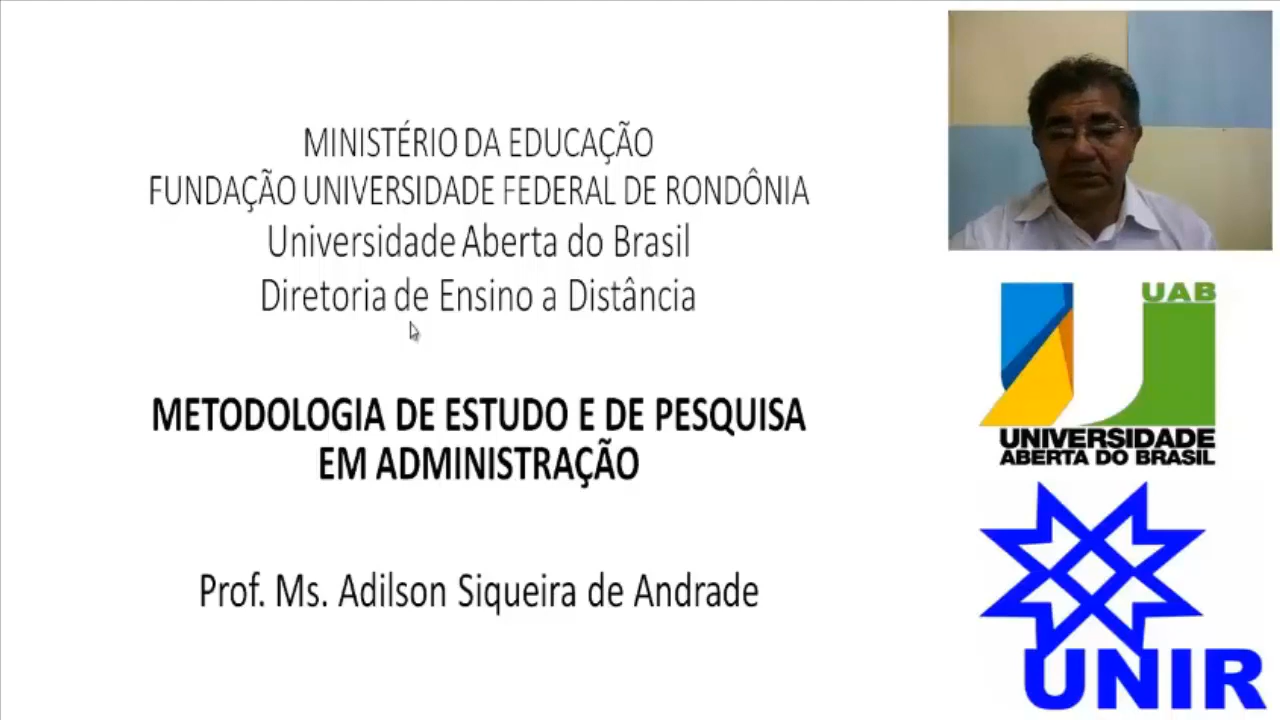 MINISTÉRIO DA EDUCAÇÃO
FUNDAÇÃO UNIVERSIDADE FEDERAL DE RONDÔNIA
Universidade Aberta do Brasil
Diretoria de Ensino a Distância
METODOLOGIA DE ESTUDO E DE PESQUISA
EM ADMINISTRAÇÃO
Prof. Ms. Adilson Siqueira de Andrade
UAB
UNIVERSIDADE
ABERTA DO BRASIL
UNIR